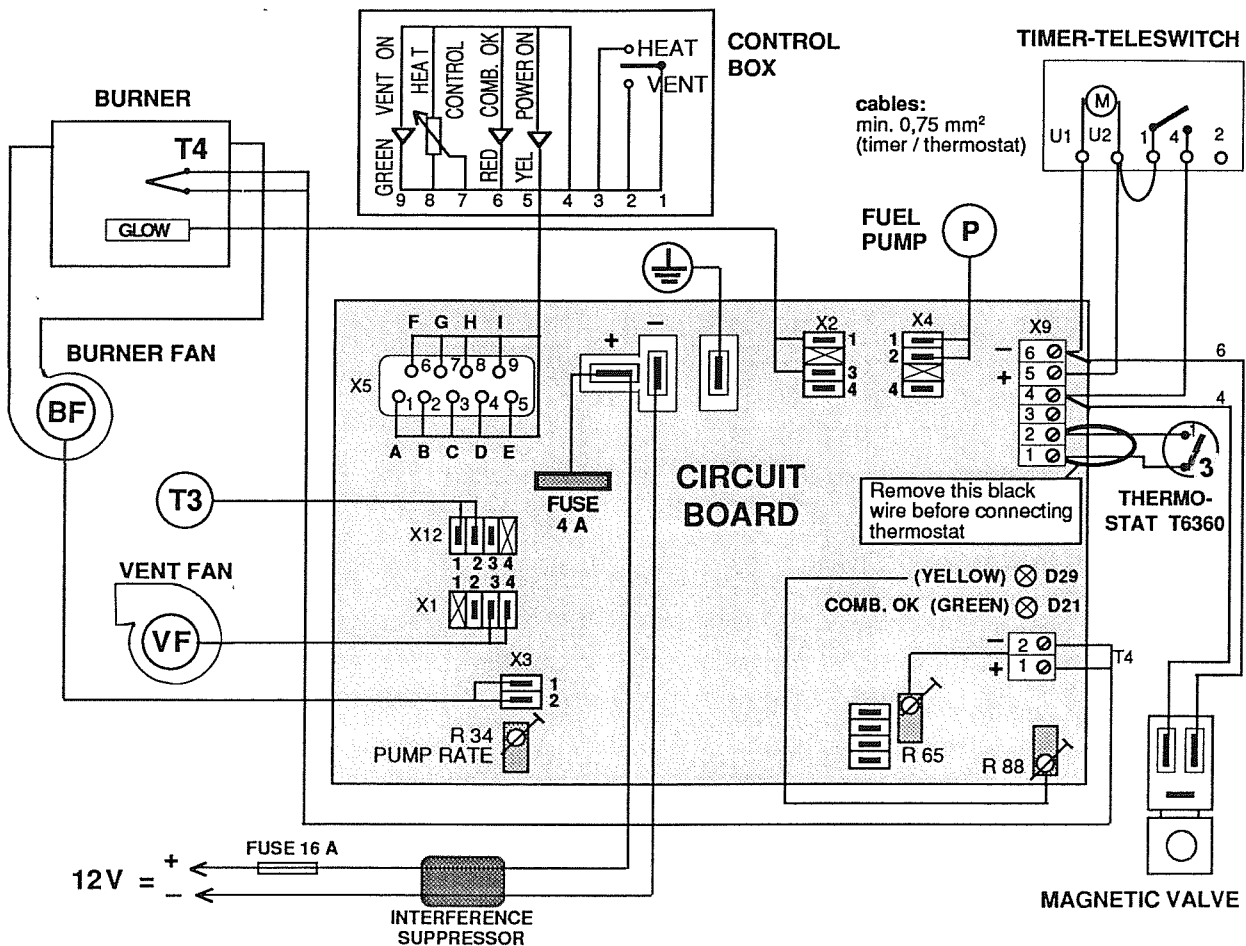 CONTROL
BOX
VENT ON
HEAT
CONTROL
COMB. OK
POWER ON
GREEN
RED
YEL
HEAT
VENT
9 8 7 6 5 4 3 2 1
TIMER-TELESWITCH
M
U1 U2 1 4 2
cables:
min. 0,75 mm²
(timer / thermostat)
BURNER
T4
GLOW
FUEL
PUMP
P
BURNER FAN
BF
F G H I
6 7 8 9
X5
1 2 3 4 5
A B C D E
+
–
FUSE
4 A
X2
1
3
4
X4
1
2
4
X9
–
+
6
5
4
3
2
1
6
4
1
3
THERMO-
STAT T6360
CIRCUIT
BOARD
Remove this black
wire before connecting
thermostat
T3
X12
1 2 3 4
VENT FAN
VF
1 2 3 4
X1
(YELLOW) D29
COMB. OK (GREEN) D21
– 2
+ 1
T4
X3
1
2
R 34
PUMP RATE
R 65
R 88
FUSE 16 A
12V = + –
INTERFERENCE
SUPPRESSOR
MAGNETIC VALVE